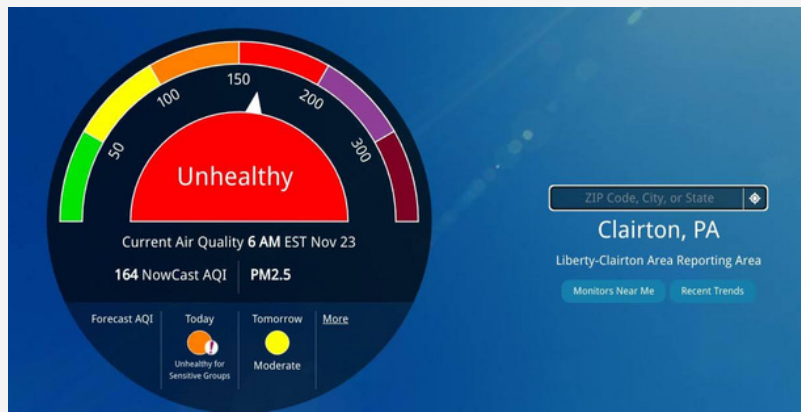 50
100
150
200
300
Unhealthy
Current Air Quality 6 AM EST Nov 23
164 NowCast AQI
PM2.5
Forecast AQI
Today
Unhealthy for
Sensitive Groups
Tomorrow
Moderate
More
ZIP Code, City, or State
Clairton, PA
Liberty-Clairton Area Reporting Area
Monitors Near Me
Recent Trends